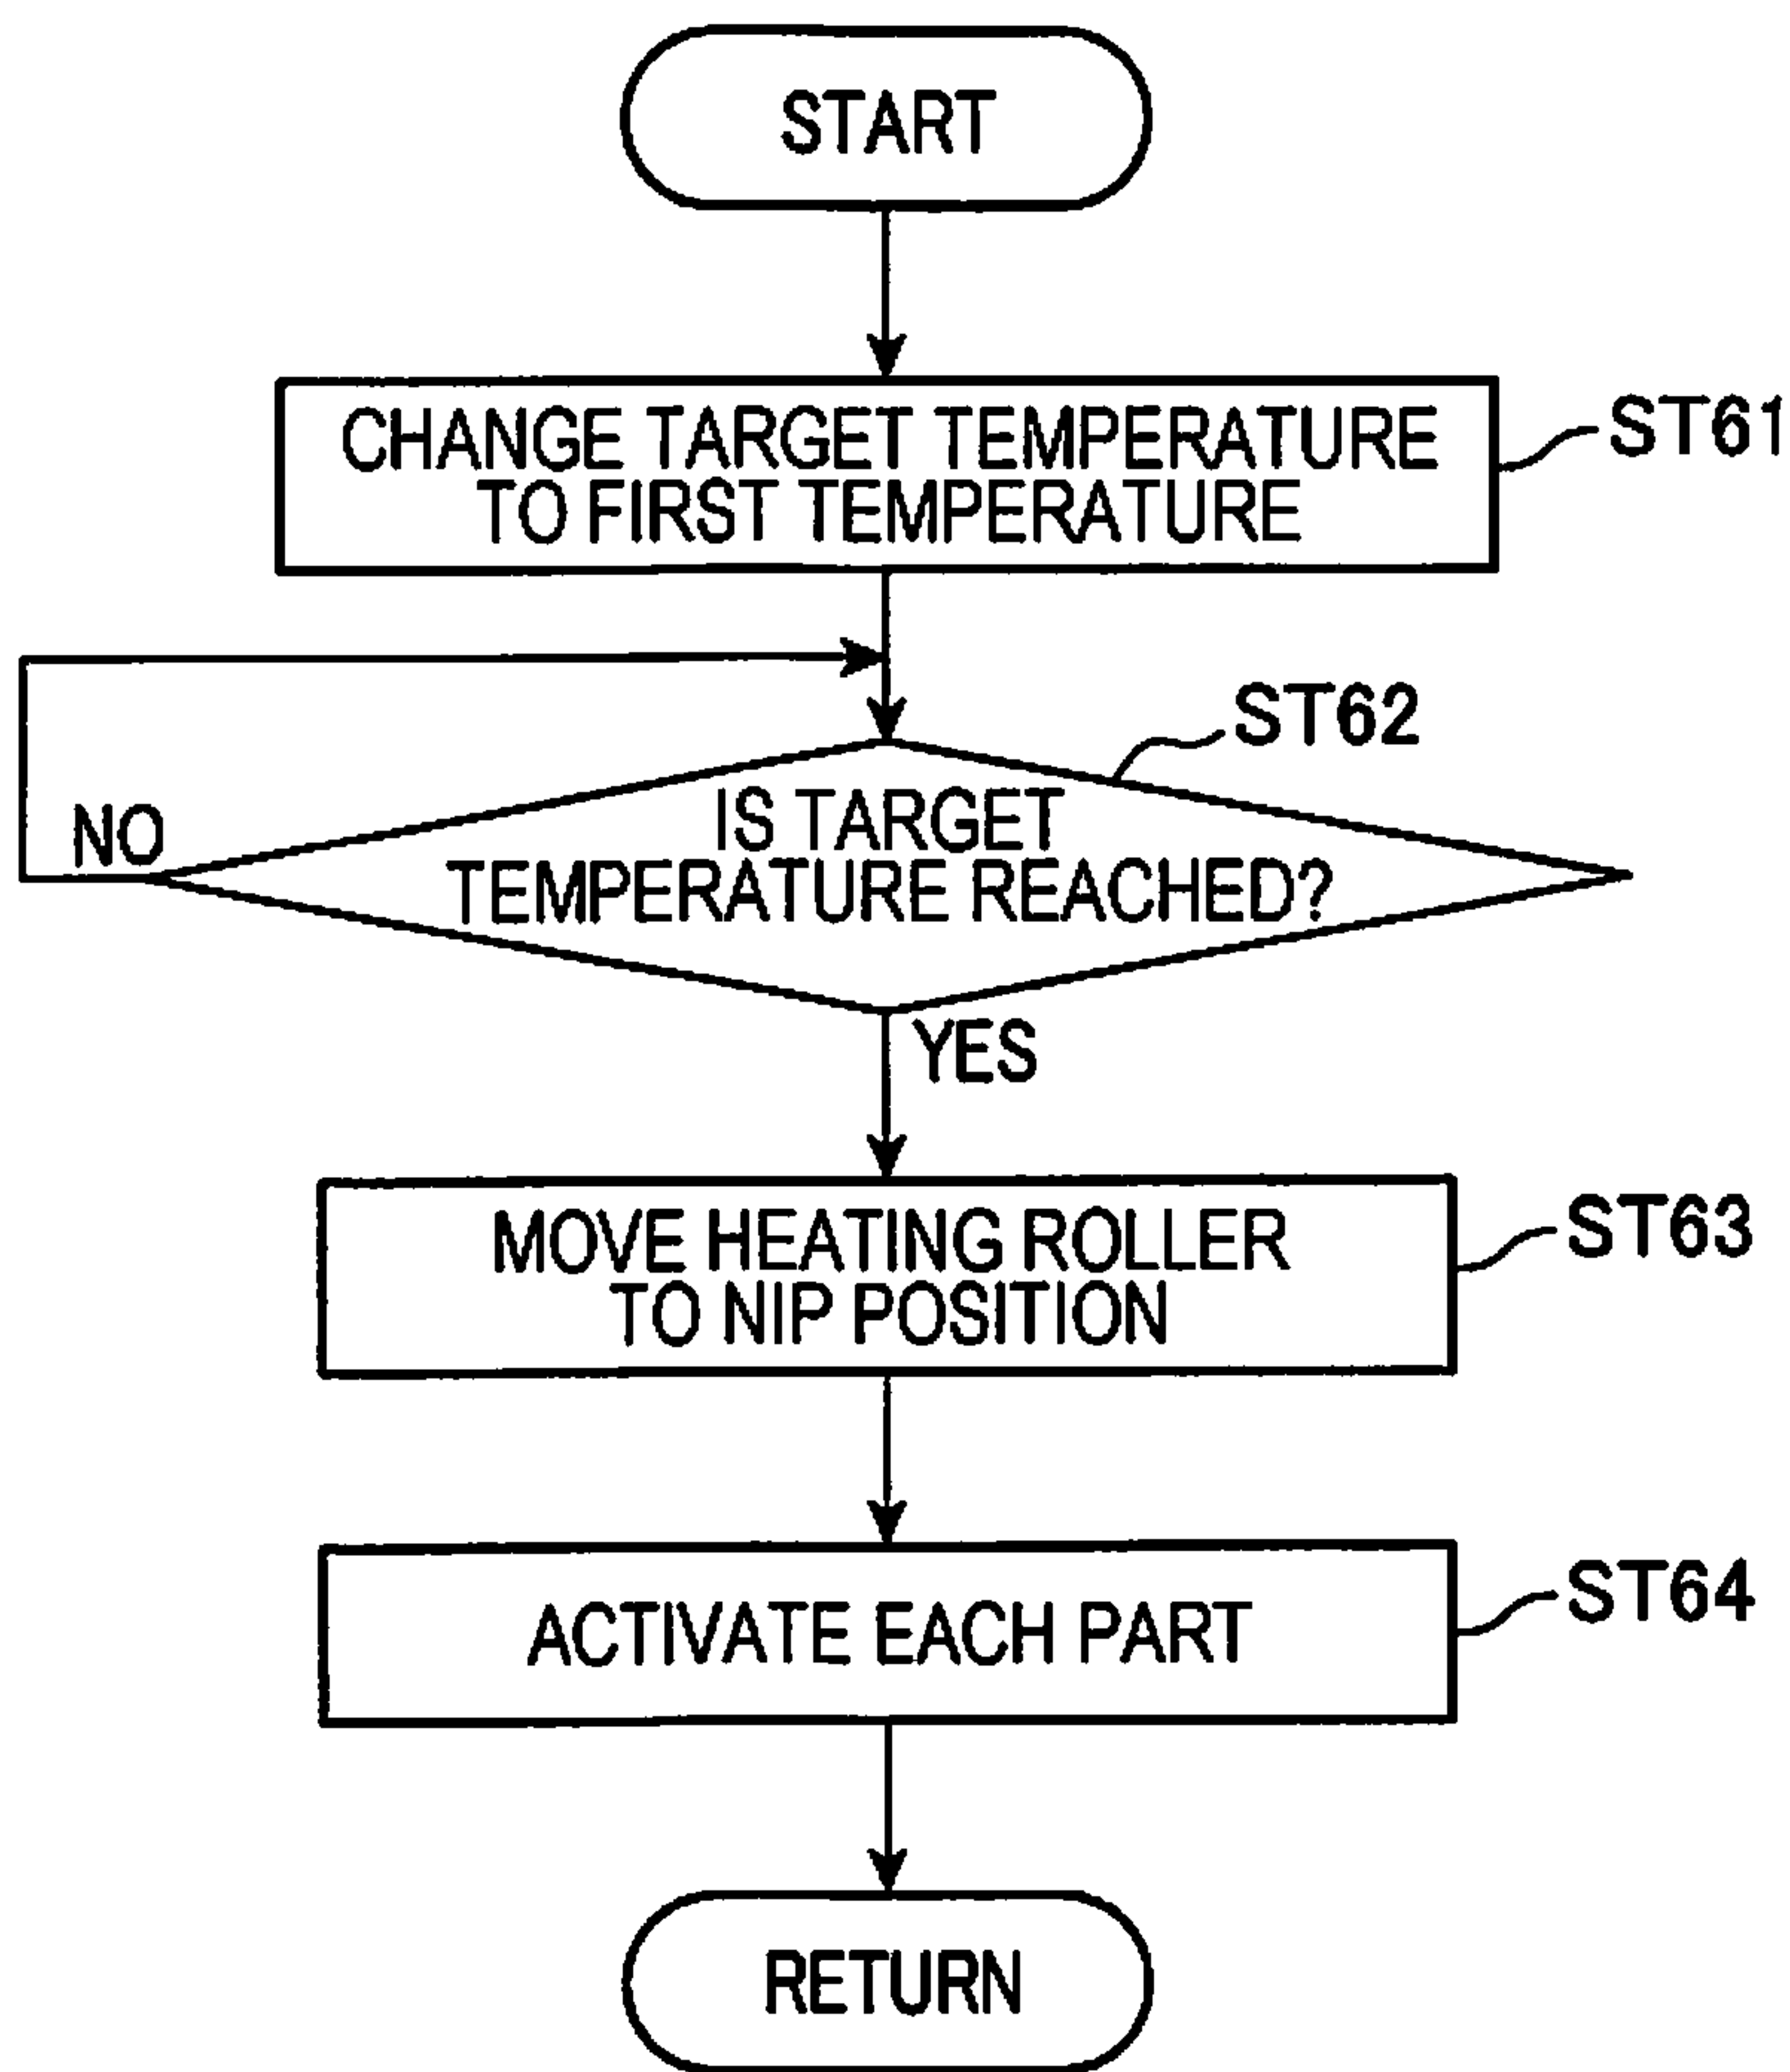 START
CHANGE TARGET TEMPERATURE
TO FIRST TEMPERATURE
ST61
ST62
IS TARGET
TEMPERATURE REACHED?
NO
YES
MOVE HEATING ROLLER
TO NIP POSITION
ST63
ACTIVATE EACH PART
ST64
RETURN